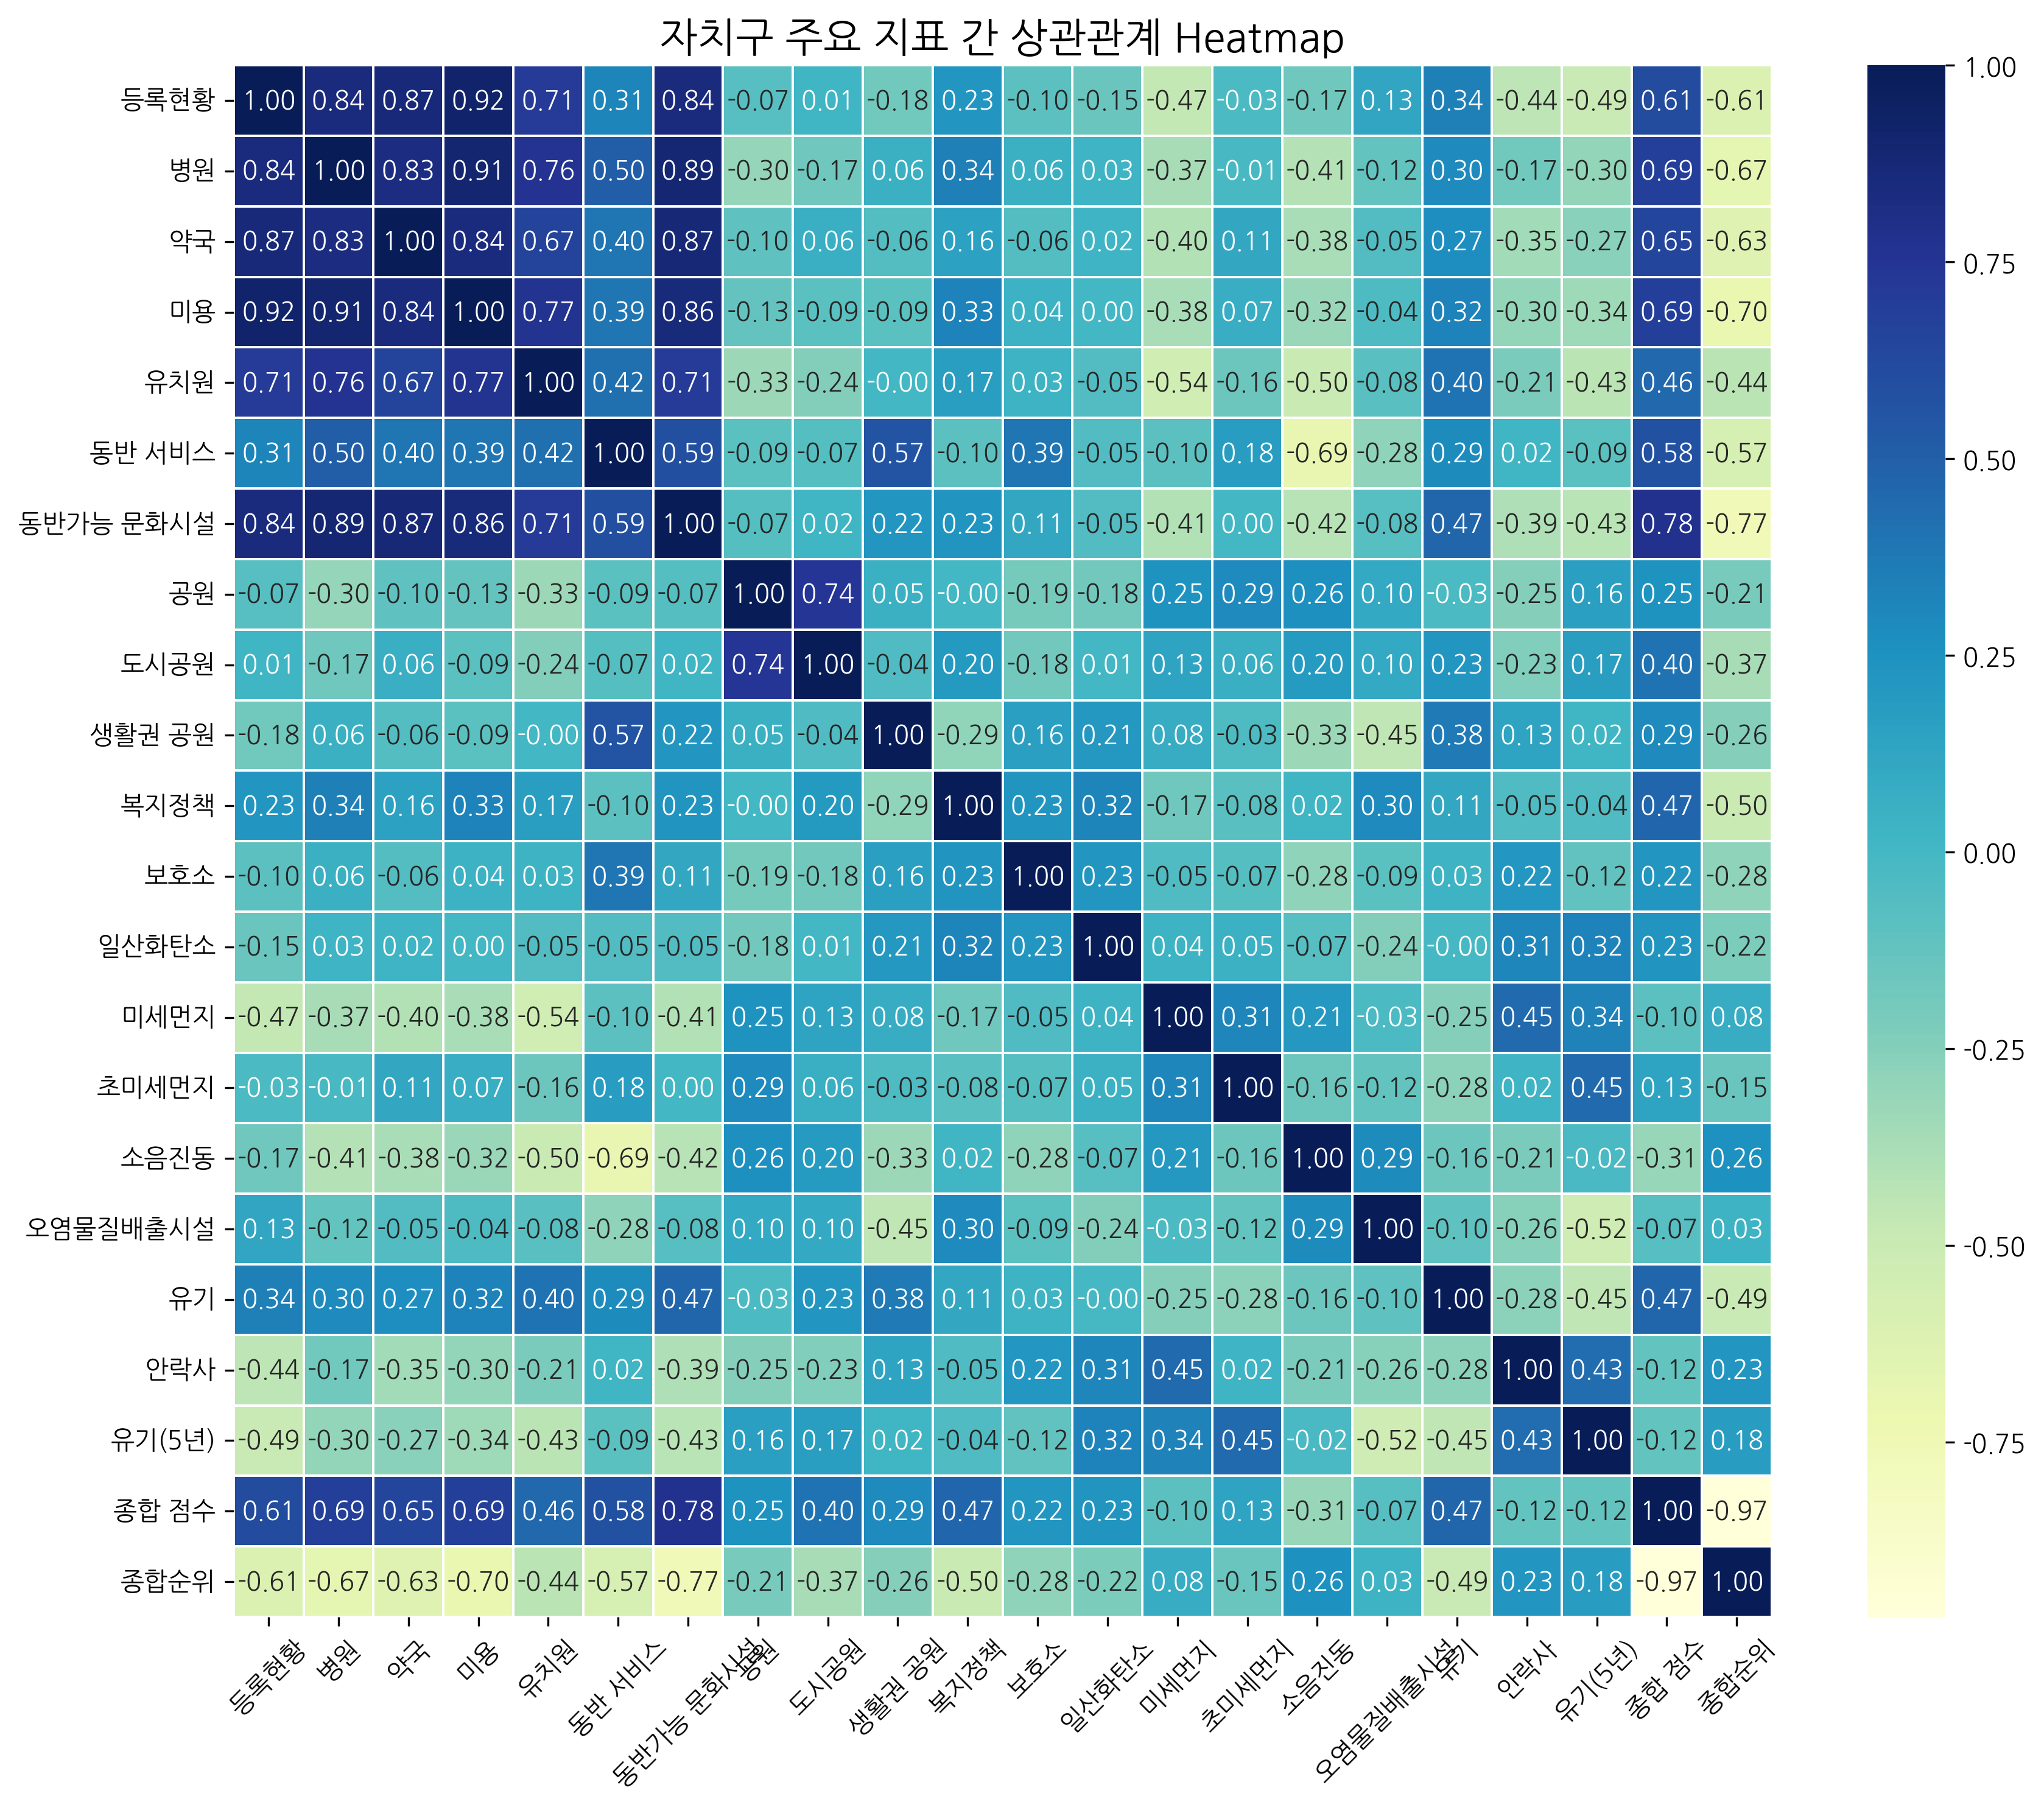 자치구 주요 지표 간 상관관계 Heatmap
등록현황 1.00 0.84 0.87 0.92 0.71 0.31 0.84 -0.07 0.01 -0.18 0.23 -0.10 -0.15 -0.47 -0.03 -0.17 0.13 0.34 -0.44 -0.49 0.61 -0.61
병원 0.84 1.00 0.83 0.91 0.76 0.50 0.89 -0.30 -0.17 0.06 0.34 0.06 0.03 -0.37 -0.01 -0.41 -0.12 0.30 -0.17 -0.30 0.69 -0.67
약국 0.87 0.83 1.00 0.84 0.67 0.40 0.87 -0.10 0.06 -0.06 0.16 -0.06 0.02 -0.40 0.11 -0.38 -0.05 0.27 -0.35 -0.27 0.65 -0.63
미용 0.92 0.91 0.84 1.00 0.77 0.39 0.86 -0.13 -0.09 -0.09 0.33 0.04 0.00 -0.38 0.07 -0.32 -0.04 0.32 -0.30 -0.34 0.69 -0.70
유치원 0.71 0.76 0.67 0.77 1.00 0.42 0.71 -0.33 -0.24 -0.00 0.17 0.03 -0.05 -0.54 -0.16 -0.50 -0.08 0.40 -0.21 -0.43 0.46 -0.44
동반 서비스 0.31 0.50 0.40 0.39 0.42 1.00 0.59 -0.09 -0.07 0.57 -0.10 0.39 -0.05 -0.10 0.18 -0.69 -0.28 0.29 0.02 -0.09 0.58 -0.57
동반가능 문화시설 0.84 0.89 0.87 0.86 0.71 0.59 1.00 -0.07 0.02 0.22 0.23 0.11 -0.05 -0.41 0.00 -0.42 -0.08 0.47 -0.39 -0.43 0.78 -0.77
공원 -0.07 -0.30 -0.10 -0.13 -0.33 -0.09 -0.07 1.00 0.74 0.05 -0.00 -0.19 -0.18 0.25 0.29 0.26 0.10 -0.03 -0.25 0.16 0.25 -0.21
도시공원 0.01 -0.17 0.06 -0.09 -0.24 -0.07 0.02 0.74 1.00 -0.04 0.20 -0.18 0.01 0.13 0.06 0.20 0.10 0.23 -0.23 0.17 0.40 -0.37
생활권 공원 -0.18 0.06 -0.06 -0.09 -0.00 0.57 0.22 0.05 -0.04 1.00 -0.29 0.16 0.21 0.08 -0.03 -0.33 -0.45 0.38 0.13 0.02 0.29 -0.26
복지정책 0.23 0.34 0.16 0.33 0.17 -0.10 0.23 -0.00 0.20 -0.29 1.00 0.23 0.32 -0.17 -0.08 0.02 0.30 0.11 -0.05 -0.04 0.47 -0.50
보호소 -0.10 0.06 -0.06 0.04 0.03 0.39 0.11 -0.19 -0.18 0.16 0.23 1.00 0.23 -0.05 -0.07 -0.28 -0.09 0.03 0.22 -0.12 0.22 -0.28
일산화탄소 -0.15 0.03 0.02 0.00 -0.05 -0.05 -0.05 -0.18 0.01 0.21 0.32 0.23 1.00 0.04 0.05 -0.07 -0.24 -0.00 0.31 0.32 0.23 -0.22
미세먼지 -0.47 -0.37 -0.40 -0.38 -0.54 -0.10 -0.41 0.25 0.13 0.08 -0.17 -0.05 0.04 1.00 0.31 0.21 -0.03 -0.25 0.45 0.34 -0.10 0.08
초미세먼지 -0.03 -0.01 0.11 0.07 -0.16 0.18 0.00 0.29 0.06 -0.03 -0.08 -0.07 0.05 0.31 1.00 -0.16 -0.12 -0.28 0.02 0.45 0.13 -0.15
소음진동 -0.17 -0.41 -0.38 -0.32 -0.50 -0.69 -0.42 0.26 0.20 -0.33 0.02 -0.28 -0.07 0.21 -0.16 1.00 0.29 -0.16 -0.21 -0.02 -0.31 0.26
오염물질배출시설 0.13 -0.12 -0.05 -0.04 -0.08 -0.28 -0.08 0.10 0.10 -0.45 0.30 -0.09 -0.24 -0.03 -0.12 0.29 1.00 -0.10 -0.26 -0.52 -0.07 0.03
유기 0.34 0.30 0.27 0.32 0.40 0.29 0.47 -0.03 0.23 0.38 0.11 0.03 -0.00 -0.25 -0.28 -0.16 -0.10 1.00 -0.28 -0.45 0.47 -0.49
안락사 -0.44 -0.17 -0.35 -0.30 -0.21 0.02 -0.39 -0.25 -0.23 0.13 -0.05 0.22 0.31 0.45 0.02 -0.21 -0.26 -0.28 1.00 0.43 -0.12 0.23
유기(5년) -0.49 -0.30 -0.27 -0.34 -0.43 -0.09 -0.43 0.16 0.17 0.02 -0.04 -0.12 0.32 0.34 0.45 -0.02 -0.52 -0.45 0.43 1.00 -0.12 0.18
종합 점수 0.61 0.69 0.65 0.69 0.46 0.58 0.78 0.25 0.40 0.29 0.47 0.22 0.23 -0.10 0.13 -0.31 -0.07 0.47 -0.12 -0.12 1.00 -0.97
종합순위 -0.61 -0.67 -0.63 -0.70 -0.44 -0.57 -0.77 -0.21 -0.37 -0.26 -0.50 -0.28 -0.22 0.08 -0.15 0.26 0.03 -0.49 0.23 0.18 -0.97 1.00
등록현황 병원 약국 미용 유치원 동반 서비스 동반가능 문화시설 공원 도시공원 생활권 공원 복지정책 보호소 일산화탄소 미세먼지 초미세먼지 소음진동 오염물질배출시설 유기 안락사 유기(5년) 종합 점수 종합순위
1.00
0.75
0.50
0.25
0.00
-0.25
-0.50
-0.75